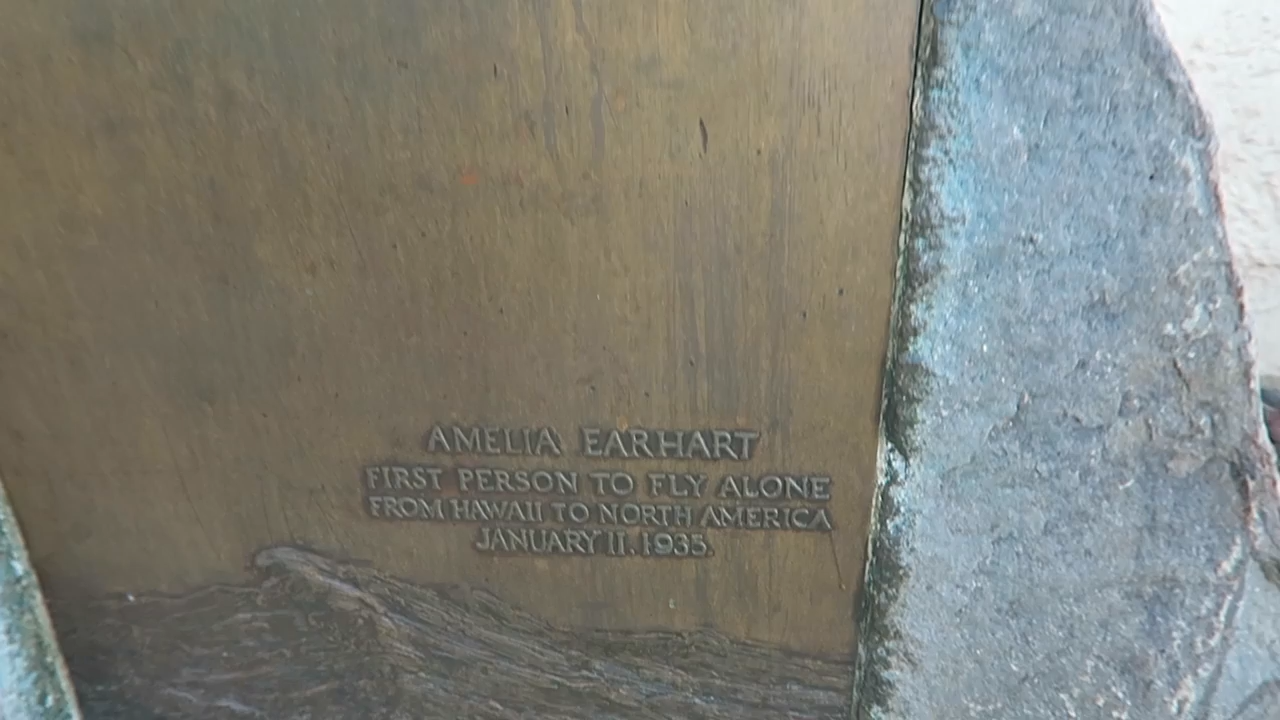 AMELIA EARHART
FIRST PERSON TO FLY ALONE
FROM HAWAII TO NORTH AMERICA
JANUARY 11, 1935